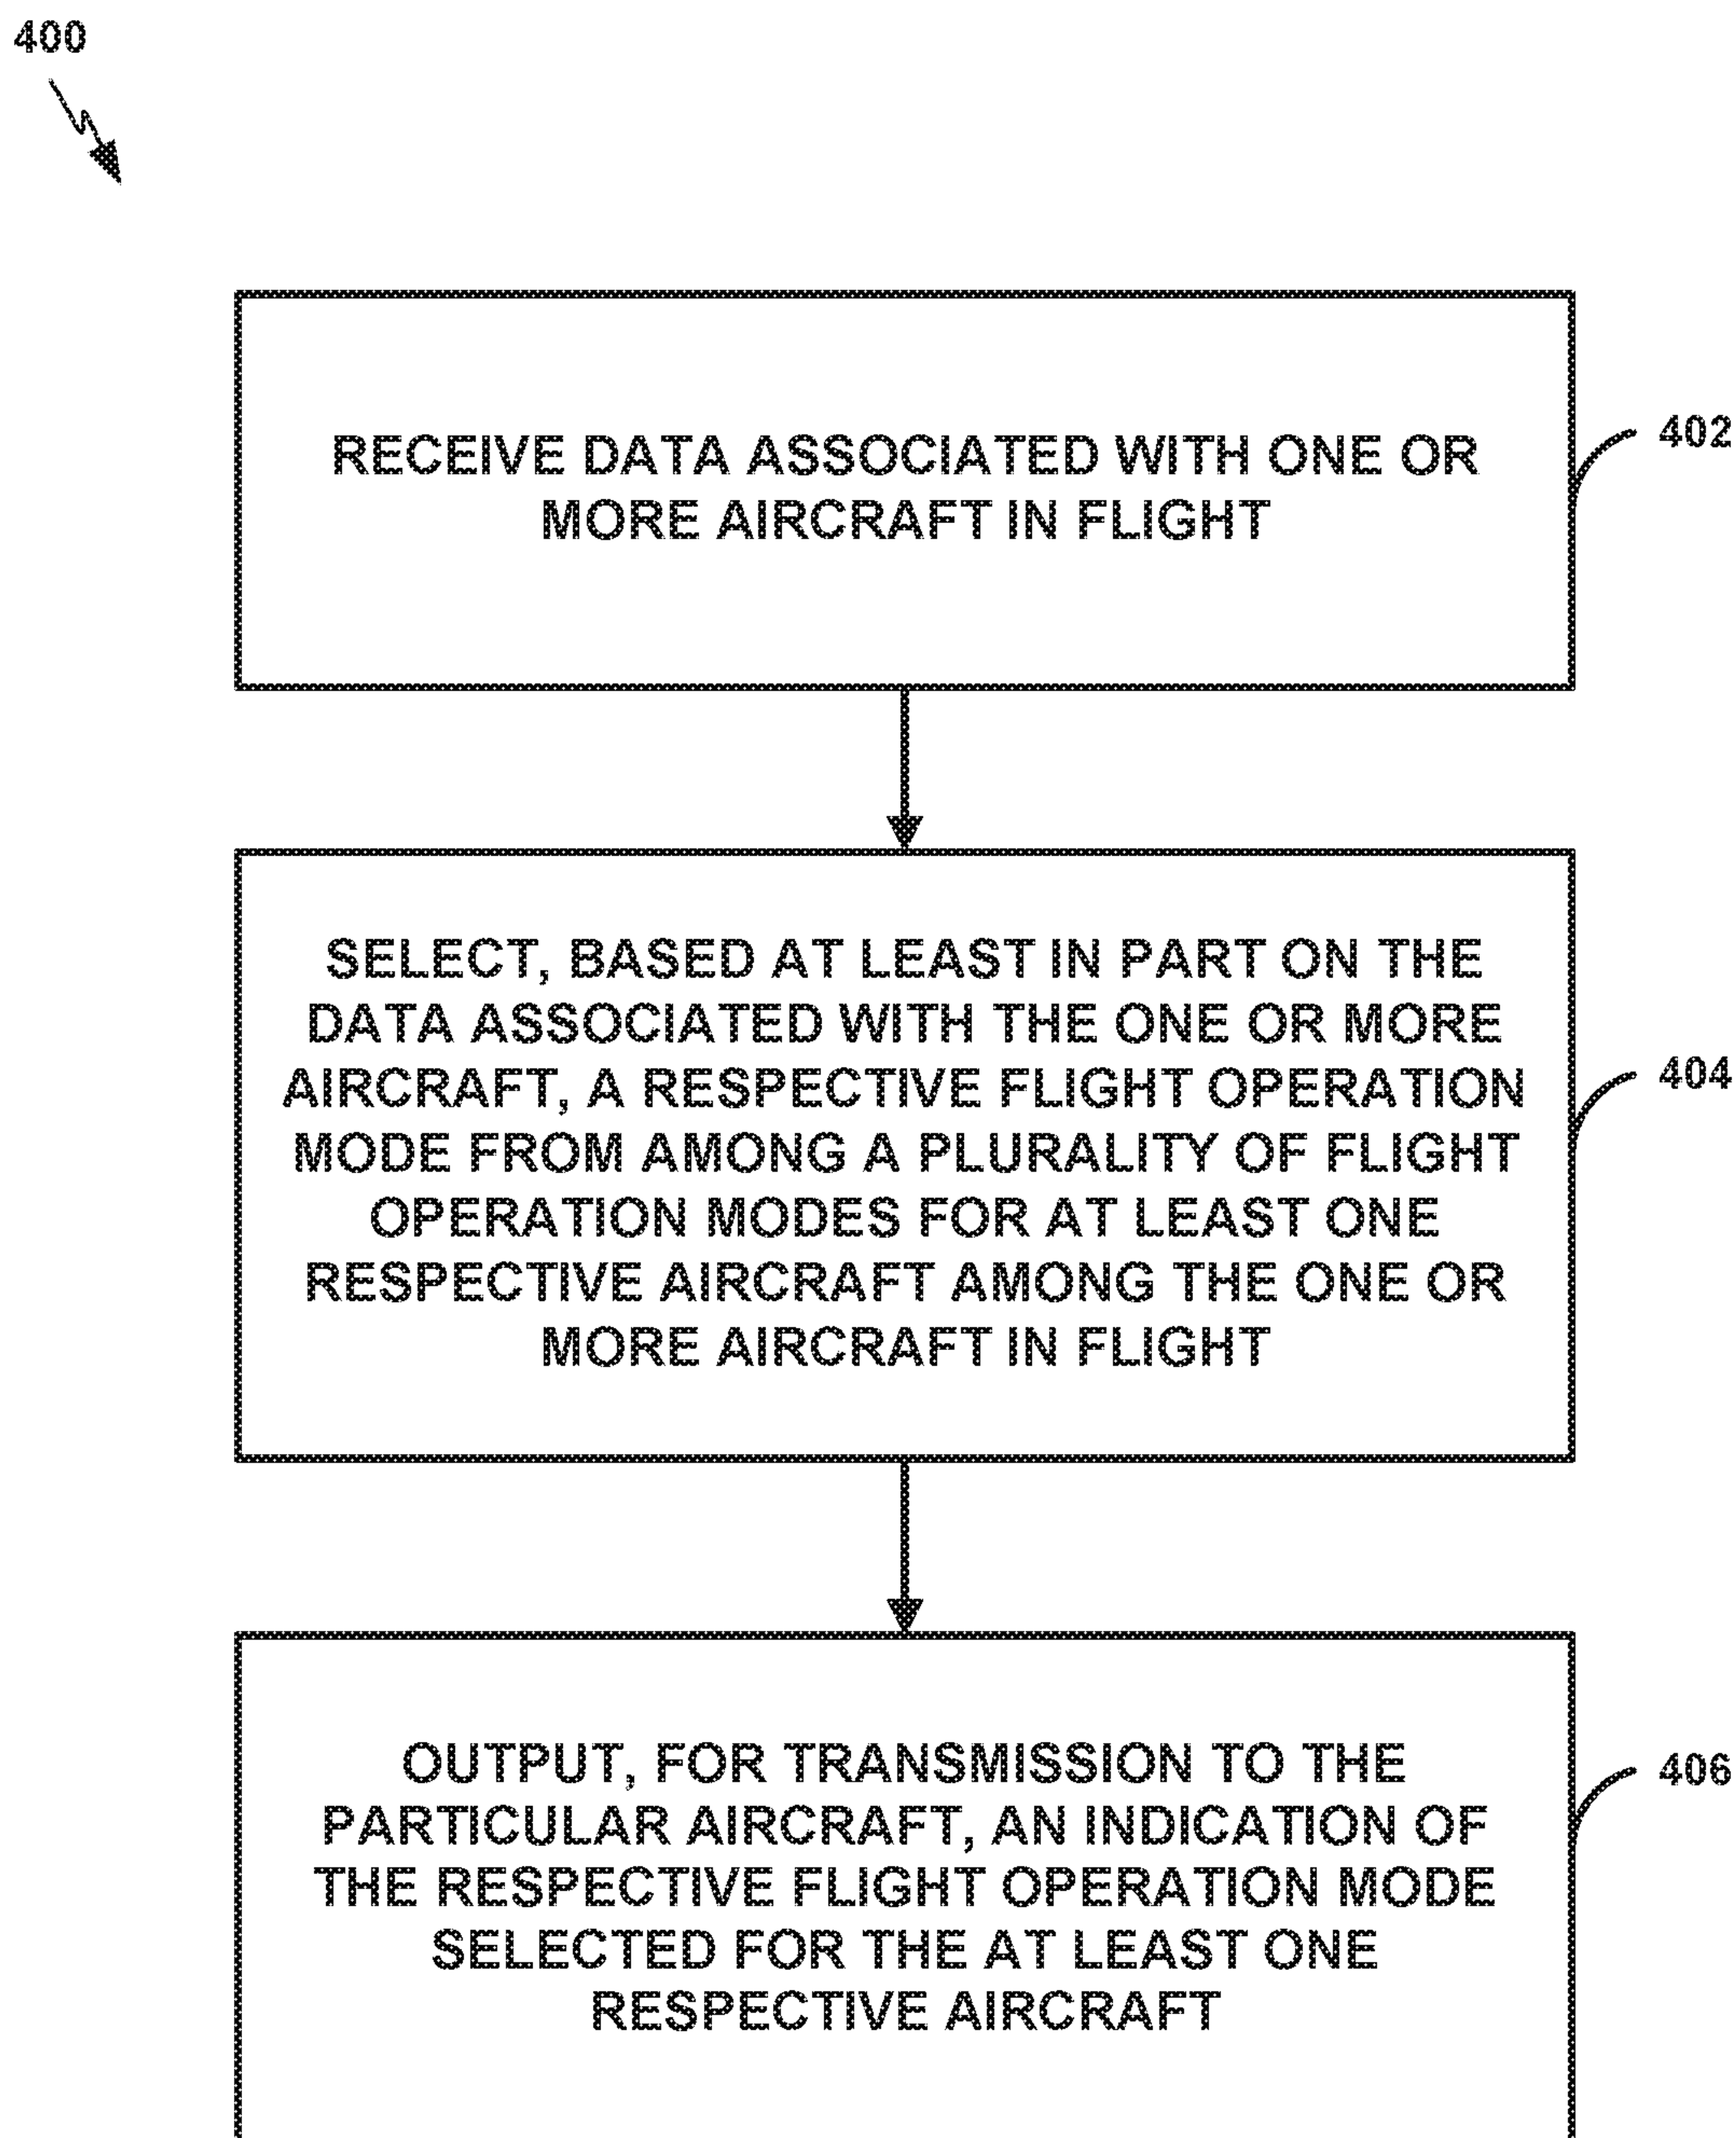 400
RECEIVE DATA ASSOCIATED WITH ONE OR
MORE AIRCRAFT IN FLIGHT
402
SELECT, BASED AT LEAST IN PART ON THE
DATA ASSOCIATED WITH THE ONE OR MORE
AIRCRAFT, A RESPECTIVE FLIGHT OPERATION
MODE FROM AMONG A PLURALITY OF FLIGHT
OPERATION MODES FOR AT LEAST ONE
RESPECTIVE AIRCRAFT AMONG THE ONE OR
MORE AIRCRAFT IN FLIGHT
404
OUTPUT, FOR TRANSMISSION TO THE
PARTICULAR AIRCRAFT, AN INDICATION OF
THE RESPECTIVE FLIGHT OPERATION MODE
SELECTED FOR THE AT LEAST ONE
RESPECTIVE AIRCRAFT
406